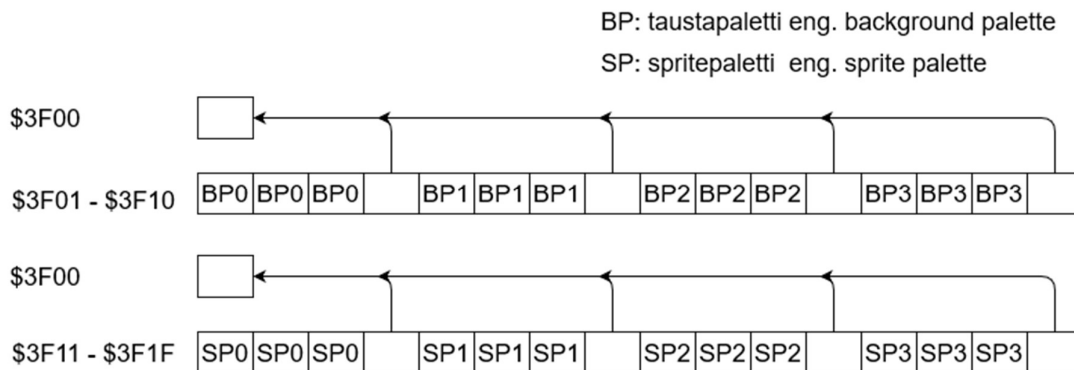 BP: taustapaletti eng. background palette
SP: spritepaletti eng. sprite palette
$3F00
$3F01 - $3F10 BP0 BP0 BP0 BP1 BP1 BP1 BP2 BP2 BP2 BP3 BP3 BP3
$3F00
$3F11 - $3F1F SP0 SP0 SP0 SP1 SP1 SP1 SP2 SP2 SP2 SP3 SP3 SP3